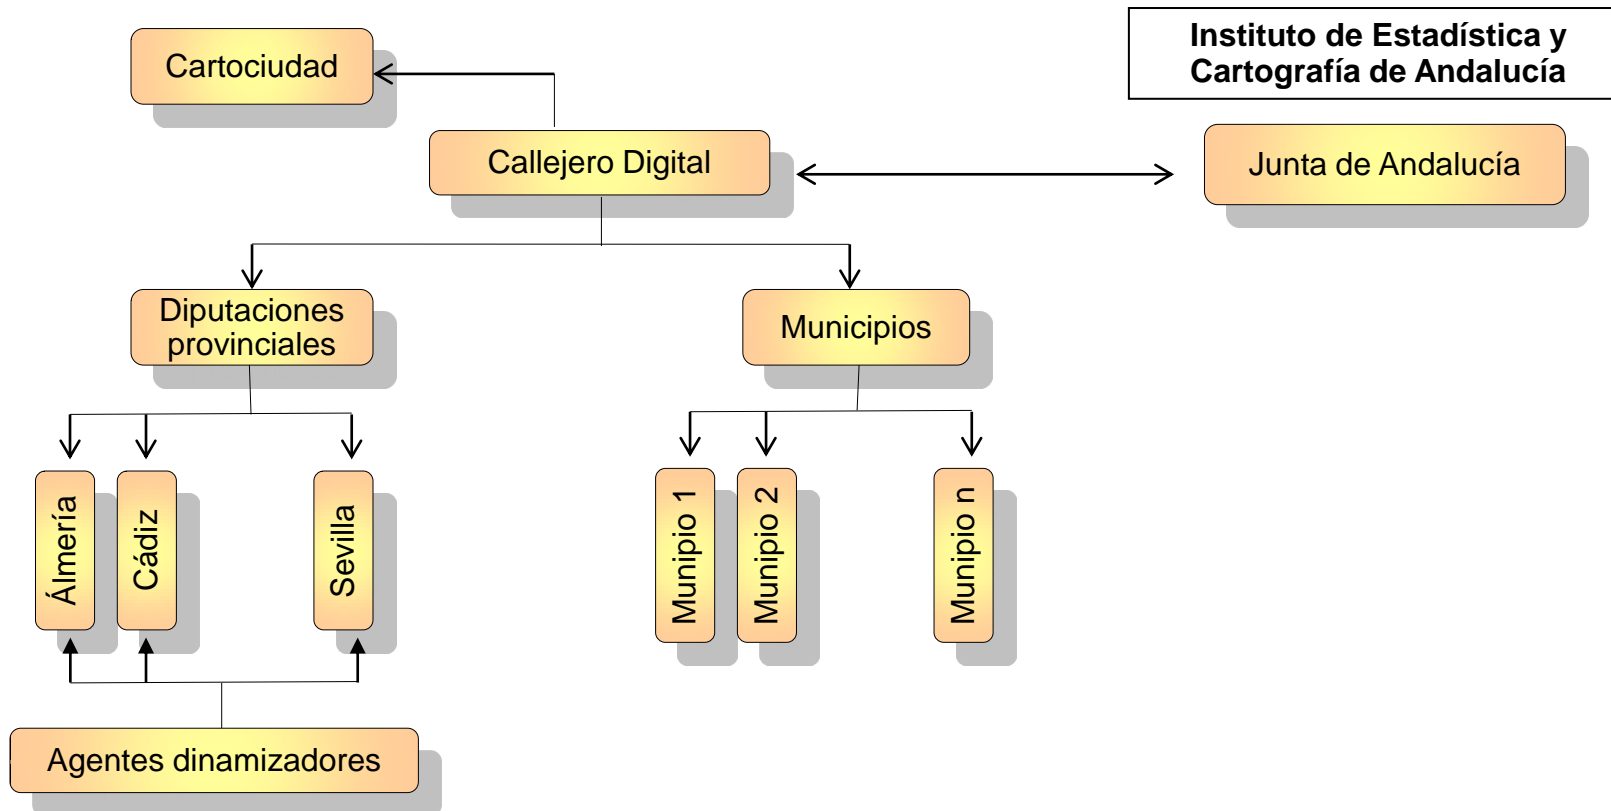 Instituto de Estadística y
Cartografía de Andalucía
Cartociudad
Callejero Digital
Junta de Andalucía
Diputaciones
provinciales
Municipios
Álmería
Cádiz
Sevilla
Munipio 1
Munipio 2
Munipio n
Agentes dinamizadores